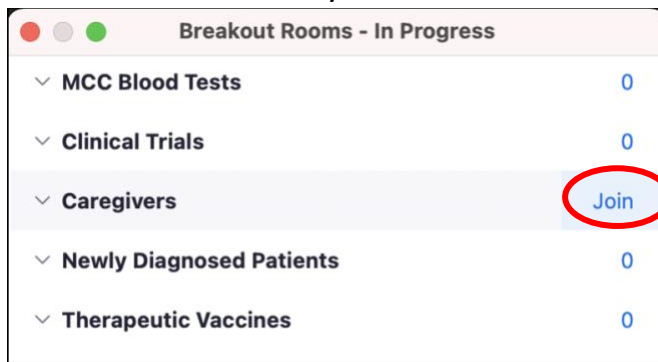 Breakout Rooms - In Progress
MCC Blood Tests 0
Clinical Trials 0
Caregivers Join
Newly Diagnosed Patients 0
Therapeutic Vaccines 0